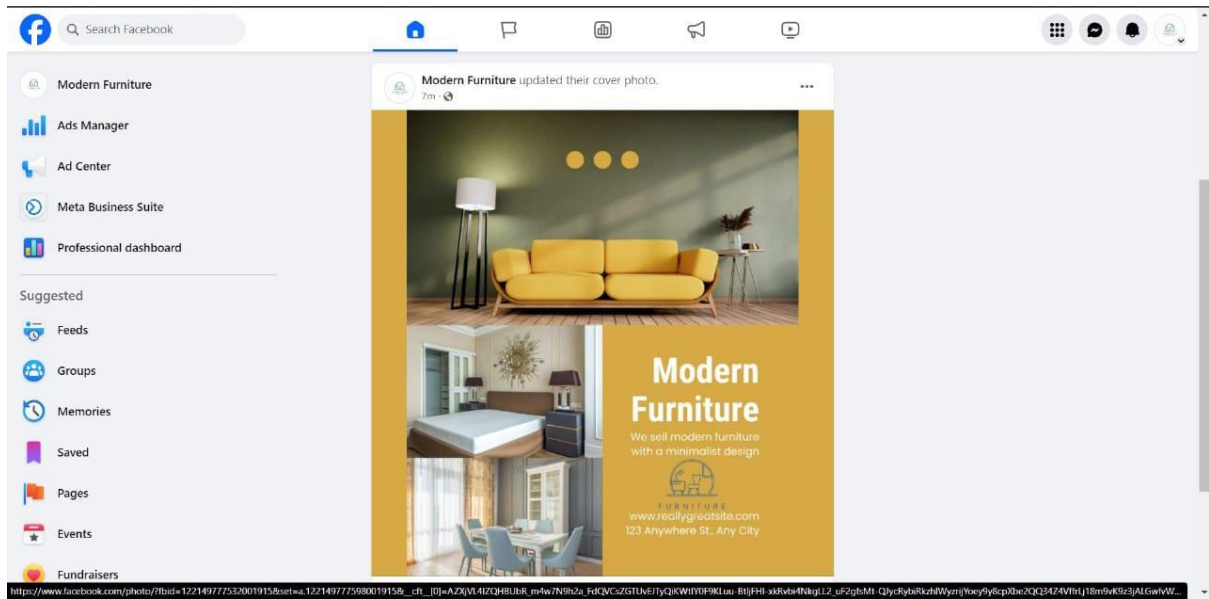 Search Facebook
Modern Furniture
Ads Manager
Ad Center
Meta Business Suite
Professional dashboard
Suggested
Feeds
Groups
Memories
Saved
Pages
Events
Fundraisers
Modern Furniture updated their cover photo.
7m ·
Modern
Furniture
We sell modern furniture
with a minimalist design
FURNITURE
www.reallygreatsite.com
123 Anywhere St., Any City